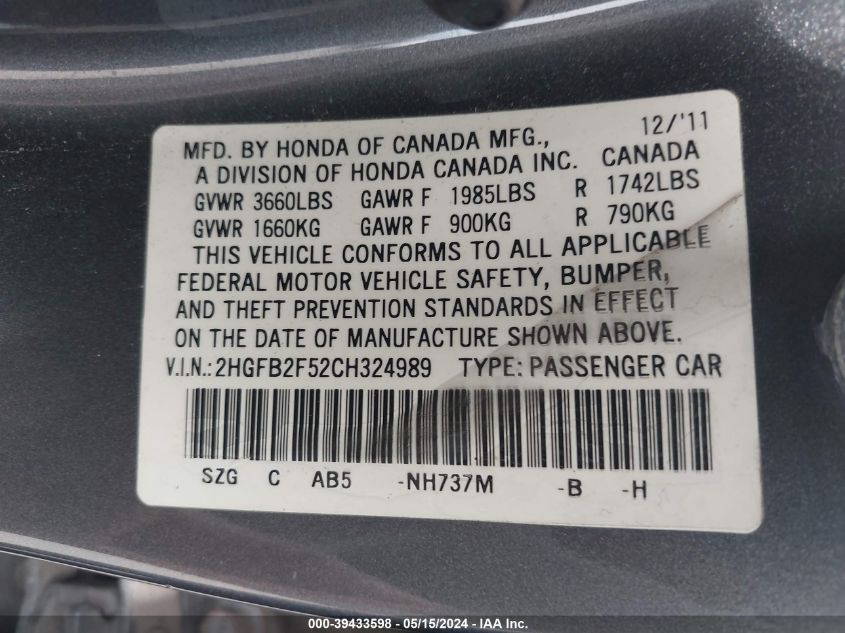 12/'11
MFD. BY HONDA OF CANADA MFG.,
A DIVISION OF HONDA CANADA INC. CANADA
GVWR 3660LBS GAWR F 1985LBS R 1742LBS
GVWR 1660KG GAWR F 900KG R 790KG
THIS VEHICLE CONFORMS TO ALL APPLICABLE
FEDERAL MOTOR VEHICLE SAFETY, BUMPER,
AND THEFT PREVENTION STANDARDS IN EFFECT
ON THE DATE OF MANUFACTURE SHOWN ABOVE.
V.I.N.: 2HGFB2F52CH324989 TYPE: PASSENGER CAR
SZG C AB5 -NH737M -B -H
000-39433598 - 05/15/2024 - IAA Inc.